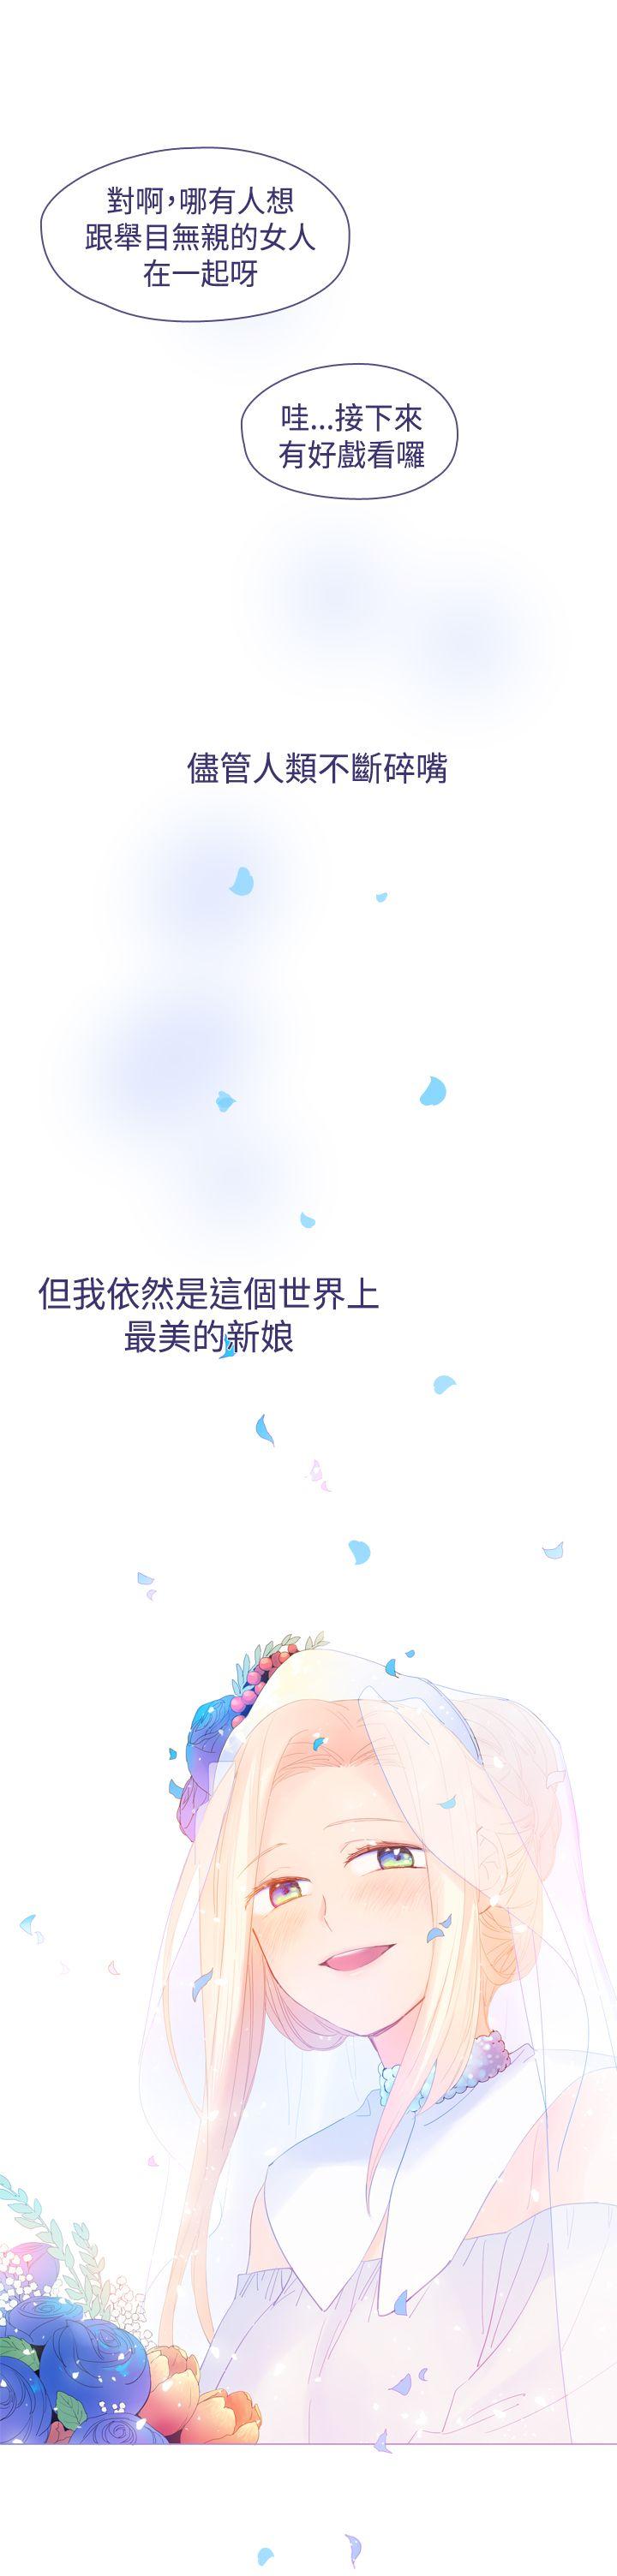 對啊，哪有人想
跟舉目無親的女人
在一起呀
哇...接下來
有好戲看囉
儘管人類不斷碎嘴
但我依然是這個世界上
最美的新娘